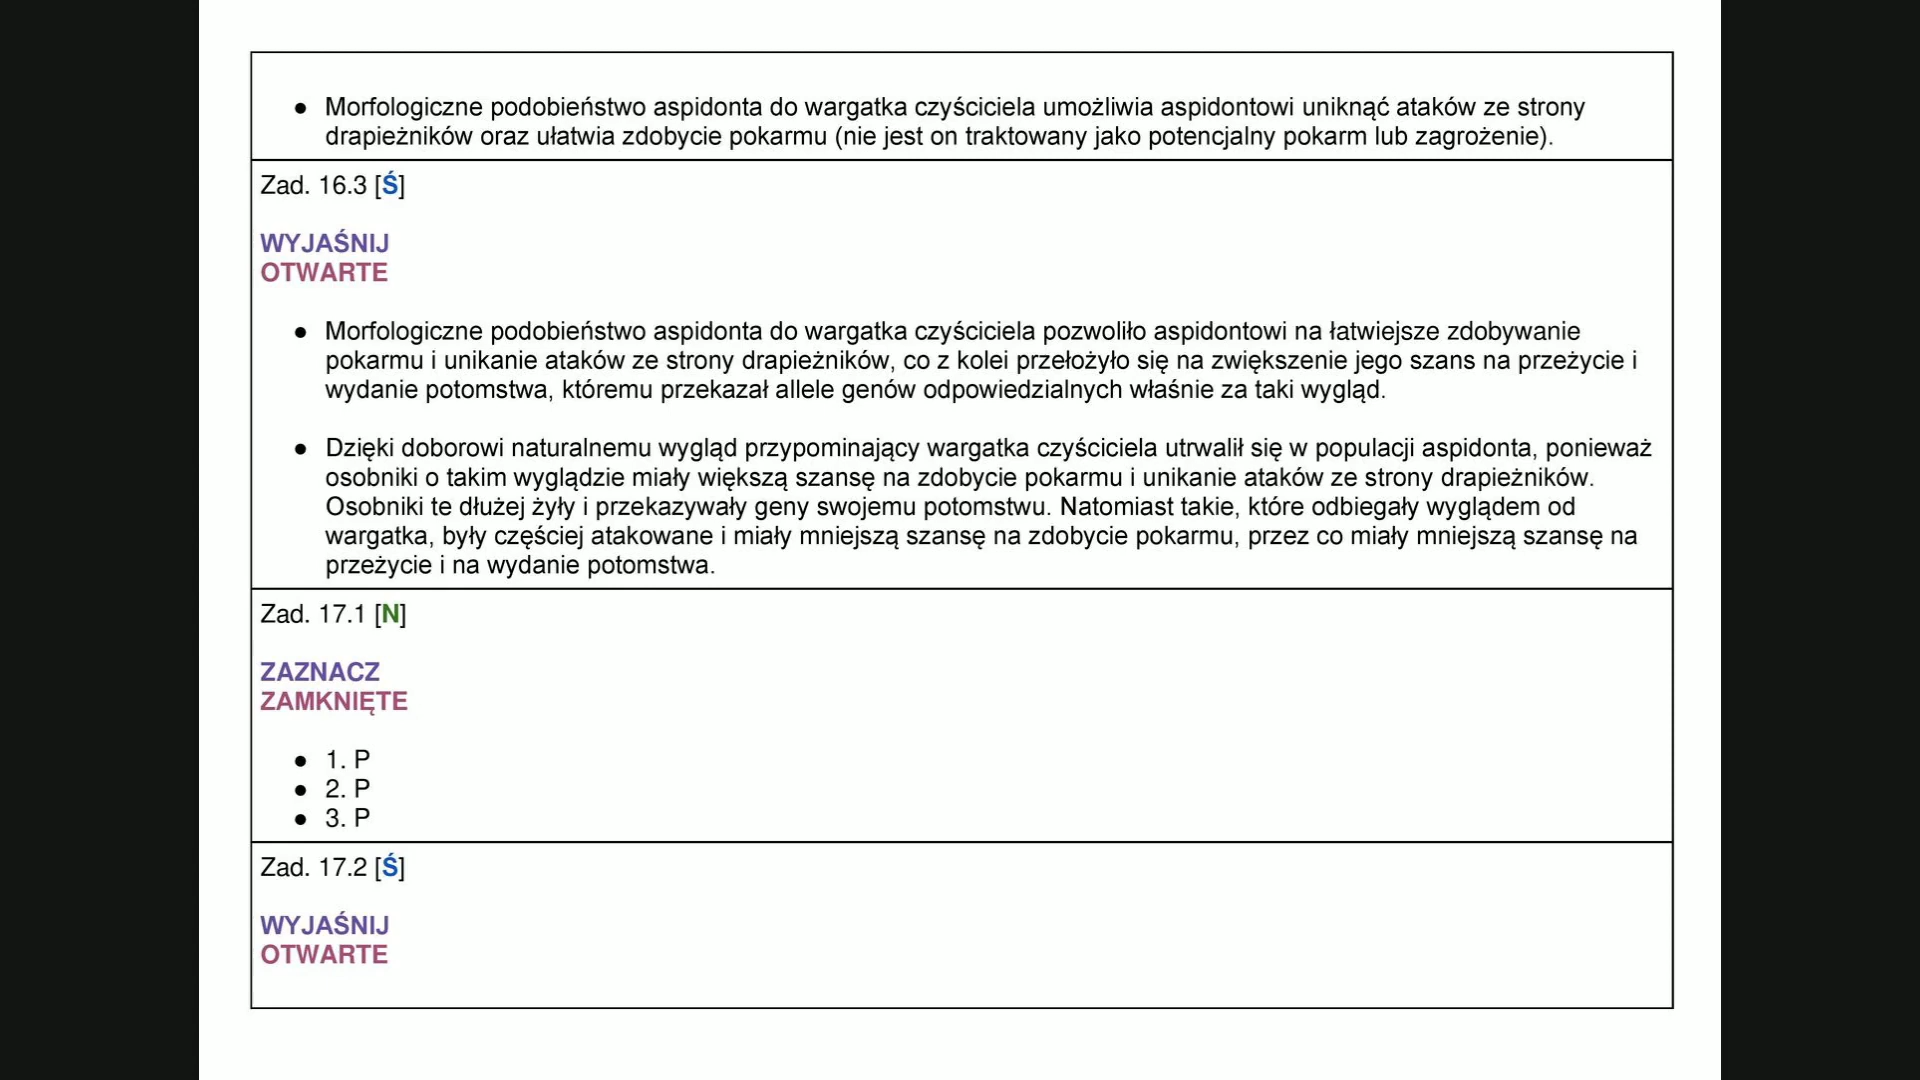 ● Morfologiczne podobieństwo aspidonta do wargatka czyściciela umożliwia aspidontowi uniknąć ataków ze strony
drapieżników oraz ułatwia zdobycie pokarmu (nie jest on traktowany jako potencjalny pokarm lub zagrożenie).
Zad. 16.3 [Ś]
WYJAŚNIJ
OTWARTE
● Morfologiczne podobieństwo aspidonta do wargatka czyściciela pozwoliło aspidontowi na łatwiejsze zdobywanie
pokarmu i unikanie ataków ze strony drapieżników, co z kolei przełożyło się na zwiększenie jego szans na przeżycie i
wydanie potomstwa, któremu przekazał allele genów odpowiedzialnych właśnie za taki wygląd.
● Dzięki doborowi naturalnemu wygląd przypominający wargatka czyściciela utrwalił się w populacji aspidonta, ponieważ
osobniki o takim wyglądzie miały większą szansę na zdobycie pokarmu i unikanie ataków ze strony drapieżników.
Osobniki te dłużej żyły i przekazywały geny swojemu potomstwu. Natomiast takie, które odbiegały wyglądem od
wargatka, były częściej atakowane i miały mniejszą szansę na zdobycie pokarmu, przez co miały mniejszą szansę na
przeżycie i na wydanie potomstwa.
Zad. 17.1 [N]
ZAZNACZ
ZAMKNIĘTE
● 1. P
● 2. P
● 3. P
Zad. 17.2 [Ś]
WYJAŚNIJ
OTWARTE